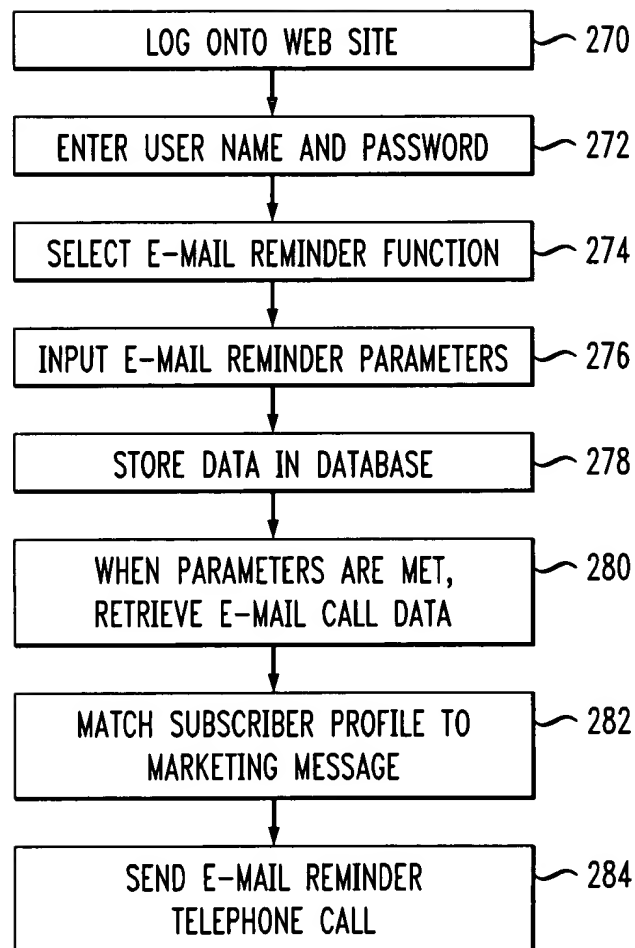 LOG ONTO WEB SITE 270
ENTER USER NAME AND PASSWORD 272
SELECT E-MAIL REMINDER FUNCTION 274
INPUT E-MAIL REMINDER PARAMETERS 276
STORE DATA IN DATABASE 278
WHEN PARAMETERS ARE MET, 280
RETRIEVE E-MAIL CALL DATA
MATCH SUBSCRIBER PROFILE TO 282
MARKETING MESSAGE
SEND E-MAIL REMINDER 284
TELEPHONE CALL